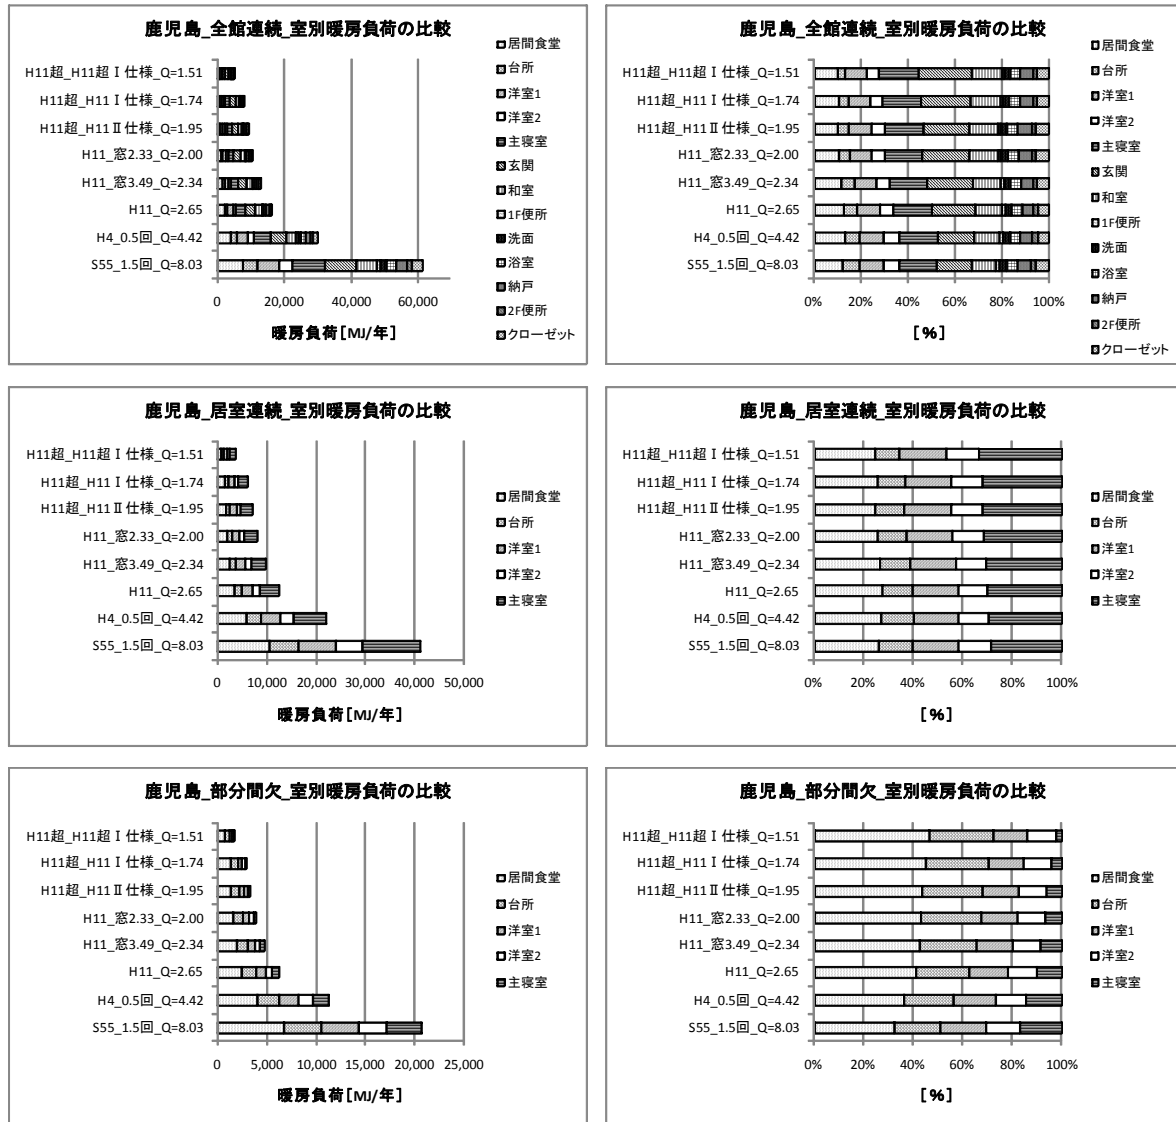 鹿児島_全館連続_室別暖房負荷の比較
H11超_H11超Ⅰ仕様_Q=1.51
H11超_H11Ⅰ仕様_Q=1.74
H11超_H11Ⅱ仕様_Q=1.95
H11_窓2.33_Q=2.00
H11_窓3.49_Q=2.34
H11_Q=2.65
H4_0.5回_Q=4.42
S55_1.5回_Q=8.03
0 20,000 40,000 60,000
暖房負荷[MJ/年]
居間食堂
台所
洋室1
洋室2
主寝室
玄関
和室
1F便所
洗面
浴室
納戸
2F便所
クローゼット
鹿児島_全館連続_室別暖房負荷の比較
H11超_H11超Ⅰ仕様_Q=1.51
H11超_H11Ⅰ仕様_Q=1.74
H11超_H11Ⅱ仕様_Q=1.95
H11_窓2.33_Q=2.00
H11_窓3.49_Q=2.34
H11_Q=2.65
H4_0.5回_Q=4.42
S55_1.5回_Q=8.03
0% 20% 40% 60% 80% 100%
[%]
居間食堂
台所
洋室1
洋室2
主寝室
玄関
和室
1F便所
洗面
浴室
納戸
2F便所
クローゼット
鹿児島_居室連続_室別暖房負荷の比較
H11超_H11超Ⅰ仕様_Q=1.51
H11超_H11Ⅰ仕様_Q=1.74
H11超_H11Ⅱ仕様_Q=1.95
H11_窓2.33_Q=2.00
H11_窓3.49_Q=2.34
H11_Q=2.65
H4_0.5回_Q=4.42
S55_1.5回_Q=8.03
0 10,000 20,000 30,000 40,000 50,000
暖房負荷[MJ/年]
居間食堂
台所
洋室1
洋室2
主寝室
鹿児島_居室連続_室別暖房負荷の比較
H11超_H11超Ⅰ仕様_Q=1.51
H11超_H11Ⅰ仕様_Q=1.74
H11超_H11Ⅱ仕様_Q=1.95
H11_窓2.33_Q=2.00
H11_窓3.49_Q=2.34
H11_Q=2.65
H4_0.5回_Q=4.42
S55_1.5回_Q=8.03
0% 20% 40% 60% 80% 100%
[%]
居間食堂
台所
洋室1
洋室2
主寝室
鹿児島_部分間欠_室別暖房負荷の比較
H11超_H11超Ⅰ仕様_Q=1.51
H11超_H11Ⅰ仕様_Q=1.74
H11超_H11Ⅱ仕様_Q=1.95
H11_窓2.33_Q=2.00
H11_窓3.49_Q=2.34
H11_Q=2.65
H4_0.5回_Q=4.42
S55_1.5回_Q=8.03
0 5,000 10,000 15,000 20,000 25,000
暖房負荷[MJ/年]
居間食堂
台所
洋室1
洋室2
主寝室
鹿児島_部分間欠_室別暖房負荷の比較
H11超_H11超Ⅰ仕様_Q=1.51
H11超_H11Ⅰ仕様_Q=1.74
H11超_H11Ⅱ仕様_Q=1.95
H11_窓2.33_Q=2.00
H11_窓3.49_Q=2.34
H11_Q=2.65
H4_0.5回_Q=4.42
S55_1.5回_Q=8.03
0% 20% 40% 60% 80% 100%
[%]
居間食堂
台所
洋室1
洋室2
主寝室